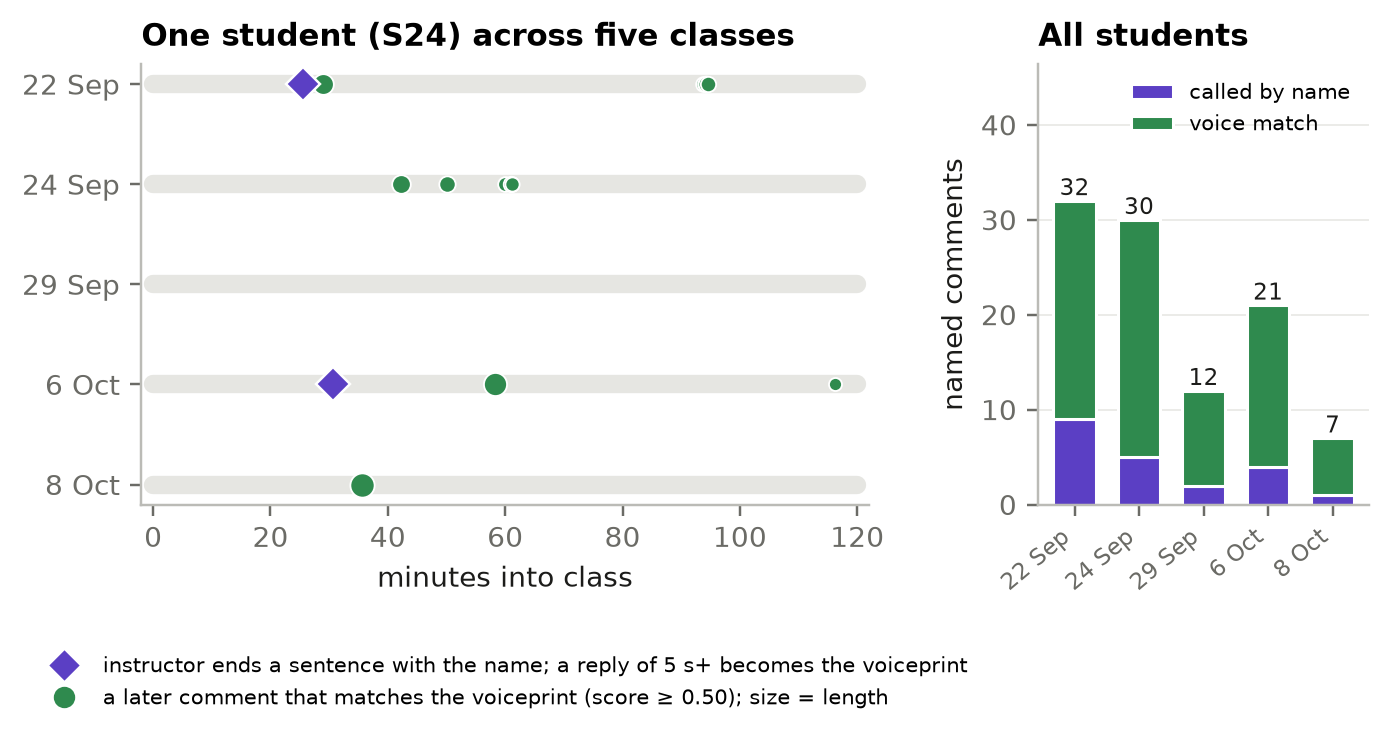 One student (S24) across five classes
22 Sep
24 Sep
29 Sep
6 Oct
8 Oct
0 20 40 60 80 100 120
minutes into class
All students
called by name
voice match
named comments
40
30
20
10
0
32
30
12
21
7
22 Sep
24 Sep
29 Sep
6 Oct
8 Oct
instructor ends a sentence with the name; a reply of 5 s+ becomes the voiceprint
a later comment that matches the voiceprint (score ≥ 0.50); size = length